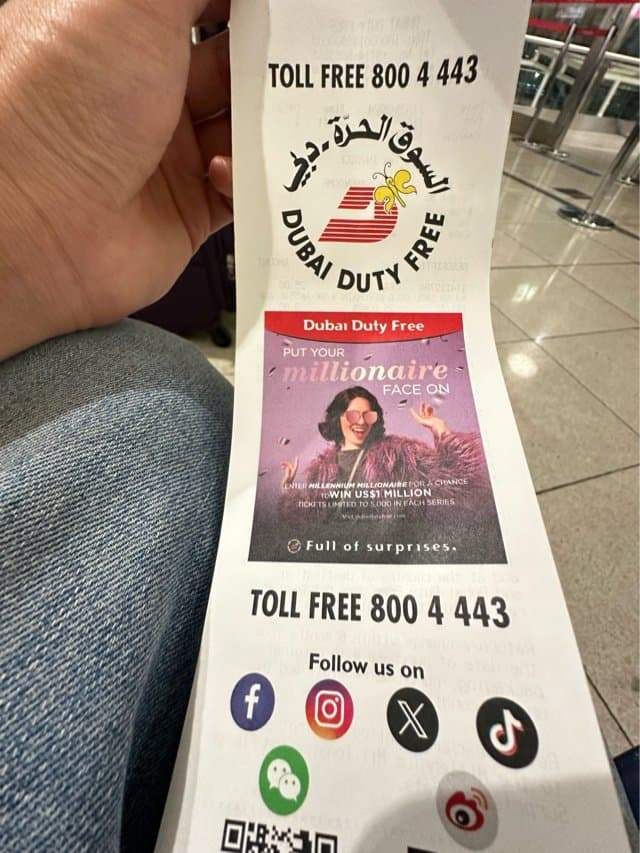 TOLL FREE 800 4 443
السوق الحرّة - دبي
DUBAI DUTY FREE
Dubai Duty Free
PUT YOUR
millionaire
FACE ON
ENTER MILLENNIUM MILLIONAIRE FOR A CHANCE
TO WIN US$1 MILLION
TICKETS LIMITED TO 5,000 IN EACH SERIES
Full of surprises.
TOLL FREE 800 4 443
Follow us on